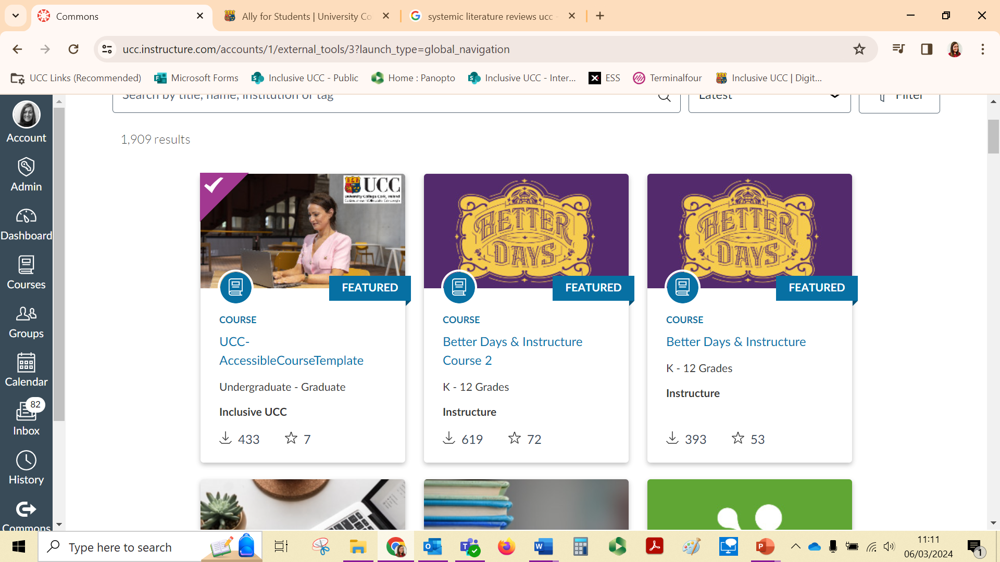 Commons
Ally for Students | University Co
systemic literature reviews ucc -
ucc.instructure.com/accounts/1/external_tools/3?launch_type=global_navigation
UCC Links (Recommended)
Microsoft Forms
Inclusive UCC - Public
Home : Panopto
Inclusive UCC - Inter...
ESS
Terminalfour
Inclusive UCC | Digit...
Search by title, name, institution or tag
Latest
Filter
1,909 results
Account
Admin
Dashboard
Courses
Groups
Calendar
82
Inbox
History
Commons
UCC
University College Cork, Ireland
FEATURED
COURSE
UCC-
AccessibleCourseTemplate
Undergraduate - Graduate
Inclusive UCC
433
7
BETTER
DAYS
FEATURED
COURSE
Better Days & Instructure
Course 2
K - 12 Grades
Instructure
619
72
BETTER
DAYS
FEATURED
COURSE
Better Days & Instructure
K - 12 Grades
Instructure
393
53
Type here to search
11:11
06/03/2024
1